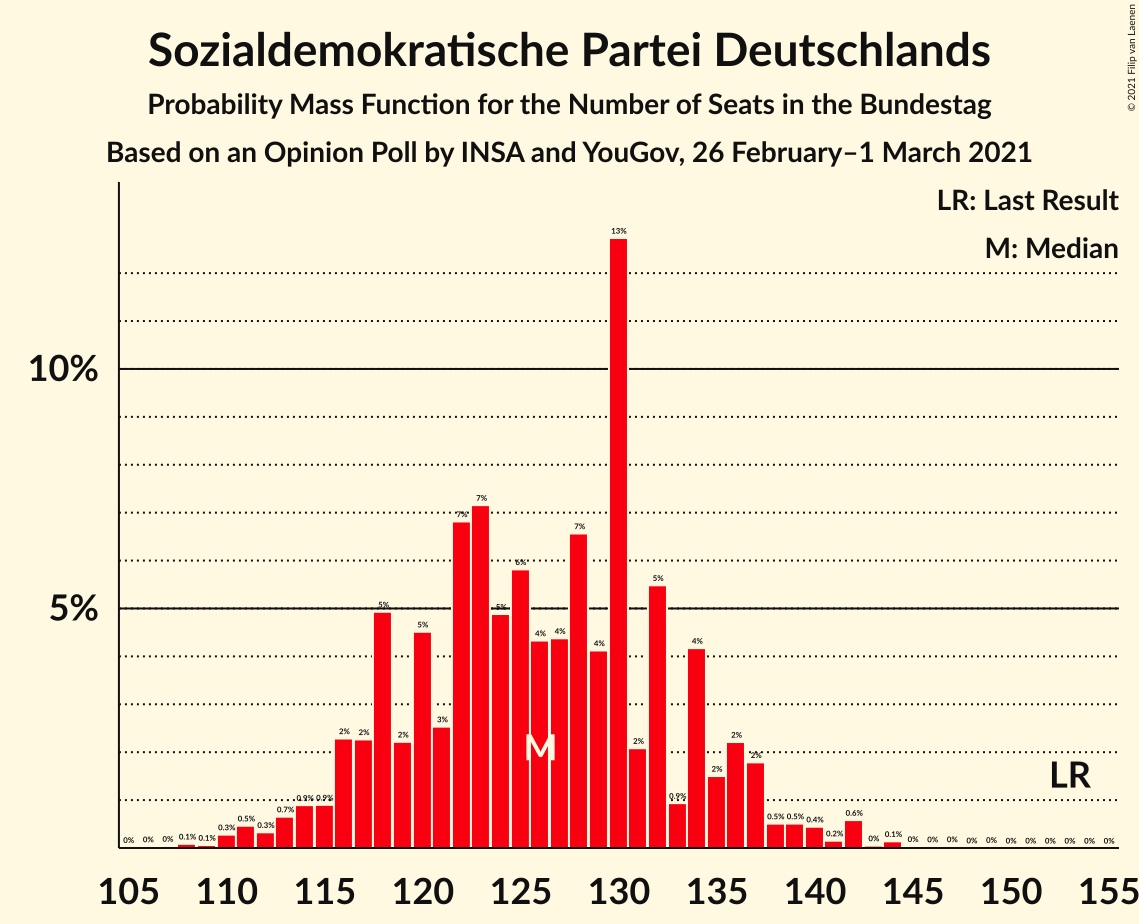 Sozialdemokratische Partei Deutschlands
Probability Mass Function for the Number of Seats in the Bundestag
Based on an Opinion Poll by INSA and YouGov, 26 February–1 March 2021
© 2021 Filip van Laenen
LR: Last Result
M: Median
10%
5%
0% 0% 0% 0.1% 0.1% 0.3% 0.5% 0.3% 0.7% 0.9% 0.9% 2% 2% 5% 2% 5% 3% 7% 7% 5% 6% 4% 4% 7% 4% 13% 2% 5% 0.9% 4% 2% 2% 2% 0.5% 0.5% 0.4% 0.2% 0.6% 0% 0.1% 0% 0% 0% 0% 0% 0% 0% 0% 0% 0% 0%
M
LR
105 110 115 120 125 130 135 140 145 150 155